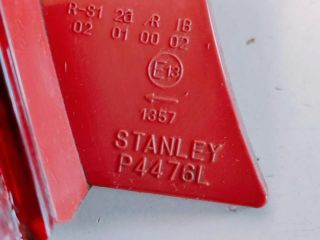 R-S1 2a AR IB
02 01 00 02
E13
←
1357
STANLEY
P4476L